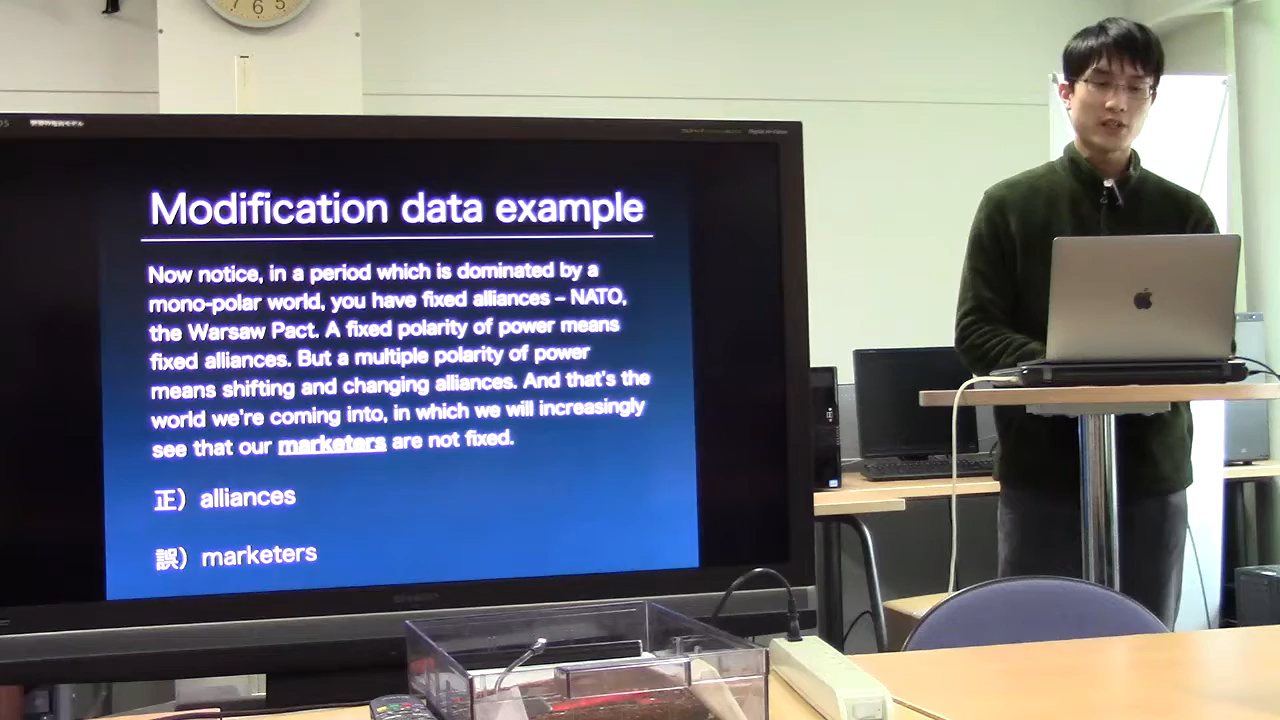 7 6 5
Modification data example
Now notice, in a period which is dominated by a
mono-polar world, you have fixed alliances – NATO,
the Warsaw Pact. A fixed polarity of power means
fixed alliances. But a multiple polarity of power
means shifting and changing alliances. And that's the
world we're coming into, in which we will increasingly
see that our marketers are not fixed.
正）alliances
誤）marketers